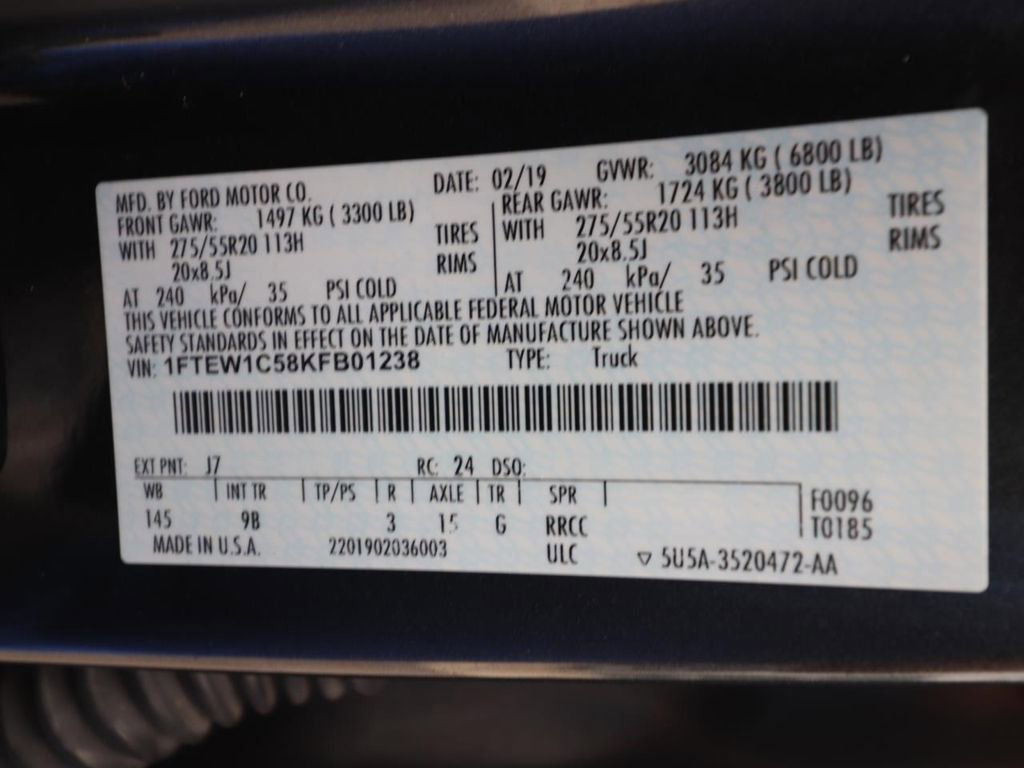 MFD. BY FORD MOTOR CO. DATE: 02/19 GVWR: 3084 KG ( 6800 LB)
FRONT GAWR: 1497 KG ( 3300 LB) REAR GAWR: 1724 KG ( 3800 LB)
WITH 275/55R20 113H TIRES WITH 275/55R20 113H TIRES
20x8.5J RIMS 20x8.5J RIMS
AT 240 kPa/ 35 PSI COLD AT 240 kPa/ 35 PSI COLD
THIS VEHICLE CONFORMS TO ALL APPLICABLE FEDERAL MOTOR VEHICLE
SAFETY STANDARDS IN EFFECT ON THE DATE OF MANUFACTURE SHOWN ABOVE.
VIN: 1FTEW1C58KFB01238 TYPE: Truck
EXT PNT: J7 RC: 24 DSO:
WB INT TR TP/PS R AXLE TR SPR F0096
145 9B 3 15 G RRCC T0185
MADE IN U.S.A. 2201902036003 ULC ▽ 5U5A-3520472-AA